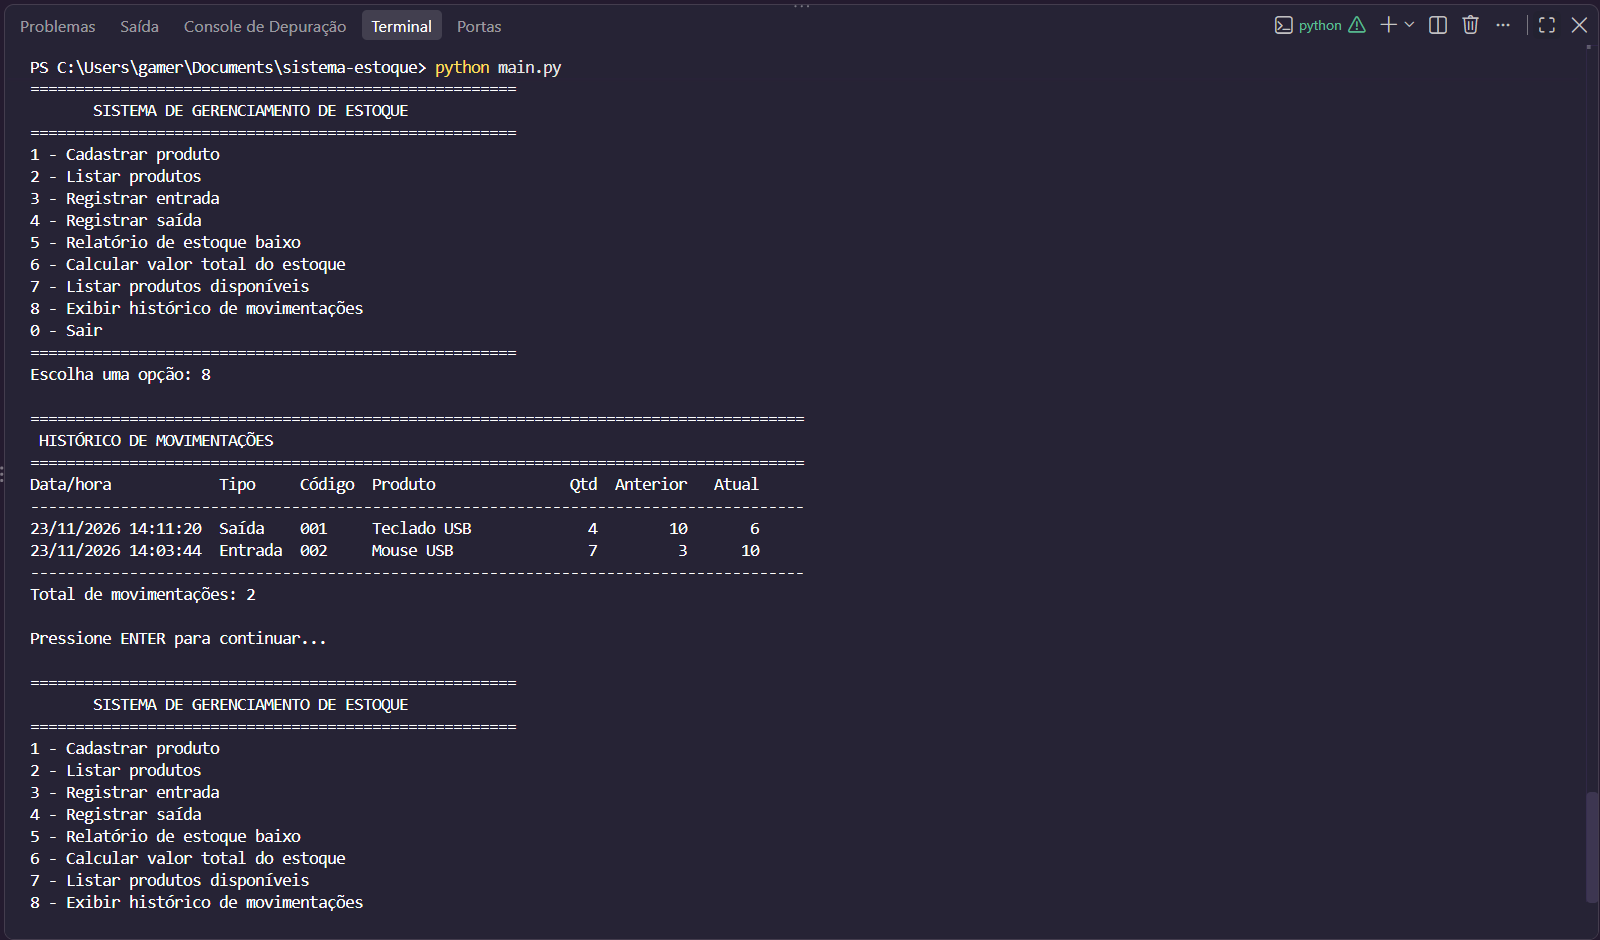 Problemas Saída Console de Depuração Terminal Portas python
PS C:\Users\gamer\Documents\sistema-estoque> python main.py
======================================================
       SISTEMA DE GERENCIAMENTO DE ESTOQUE
======================================================
1 - Cadastrar produto
2 - Listar produtos
3 - Registrar entrada
4 - Registrar saída
5 - Relatório de estoque baixo
6 - Calcular valor total do estoque
7 - Listar produtos disponíveis
8 - Exibir histórico de movimentações
0 - Sair
======================================================
Escolha uma opção: 8

======================================================================================
 HISTÓRICO DE MOVIMENTAÇÕES
======================================================================================
Data/hora            Tipo     Código  Produto               Qtd  Anterior   Atual
--------------------------------------------------------------------------------------
23/11/2026 14:11:20  Saída    001     Teclado USB             4        10       6
23/11/2026 14:03:44  Entrada  002     Mouse USB               7         3      10
--------------------------------------------------------------------------------------
Total de movimentações: 2

Pressione ENTER para continuar...

======================================================
       SISTEMA DE GERENCIAMENTO DE ESTOQUE
======================================================
1 - Cadastrar produto
2 - Listar produtos
3 - Registrar entrada
4 - Registrar saída
5 - Relatório de estoque baixo
6 - Calcular valor total do estoque
7 - Listar produtos disponíveis
8 - Exibir histórico de movimentações